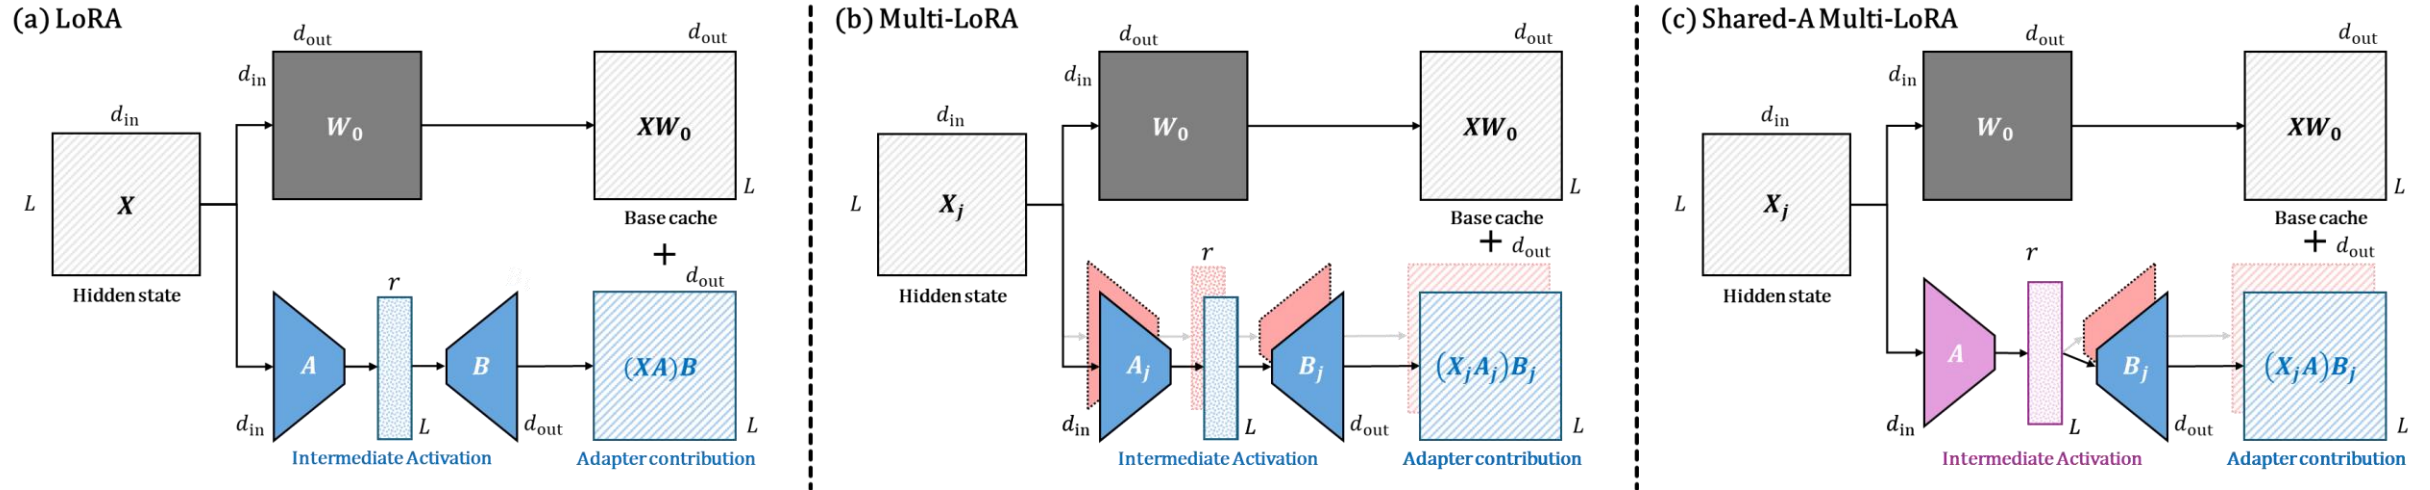 (a) LoRA
d_out
d_out
d_in
W_0
XW_0
d_in
L
X
L
Base cache
+
Hidden state
r
d_out
A
B
(XA)B
d_in
L
d_out
L
Intermediate Activation
Adapter contribution
(b) Multi-LoRA
d_out
d_out
d_in
W_0
XW_0
d_in
L
X_j
L
Base cache
+
d_out
Hidden state
r
A_j
B_j
(X_jA_j)B_j
d_in
L
d_out
L
Intermediate Activation
Adapter contribution
(c) Shared-A Multi-LoRA
d_out
d_out
d_in
W_0
XW_0
d_in
L
X_j
L
Base cache
+
d_out
Hidden state
r
A
B_j
(X_jA)B_j
d_in
L
d_out
L
Intermediate Activation
Adapter contribution